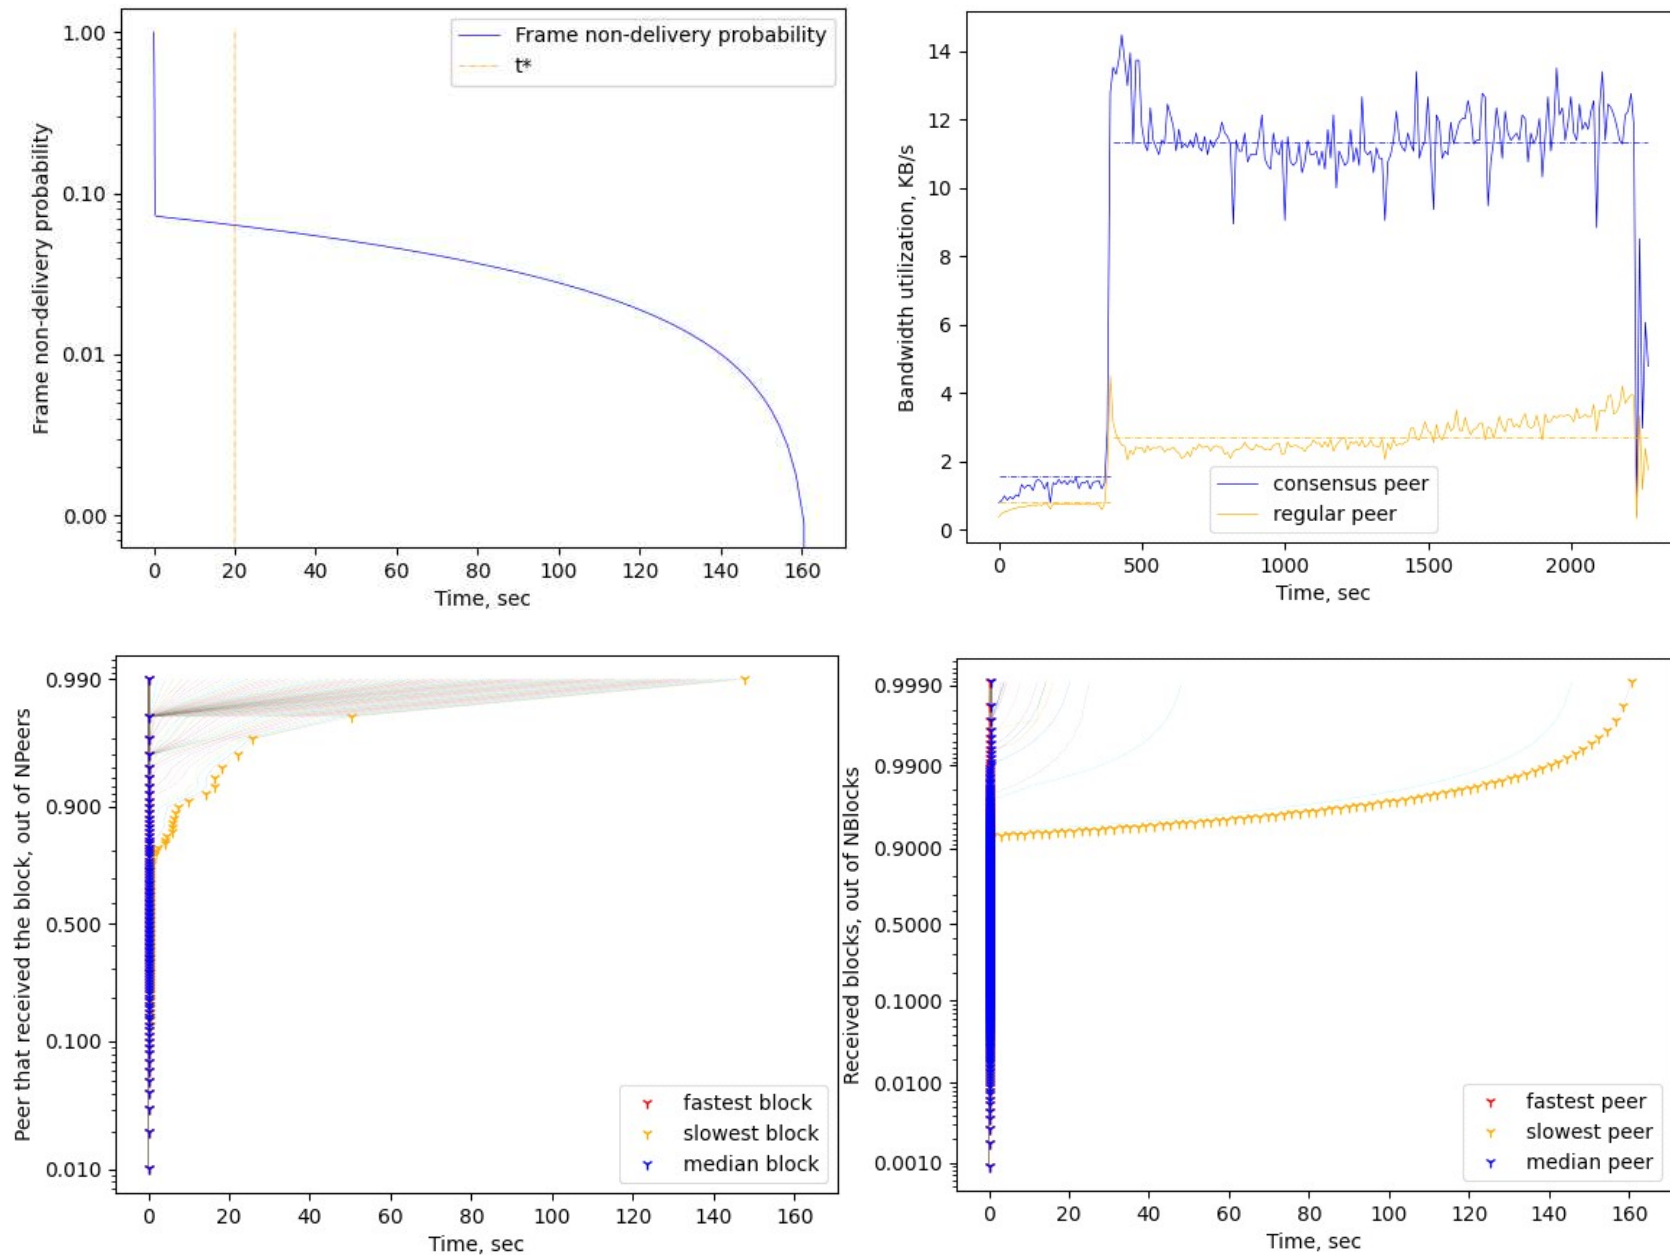 Frame non-delivery probability
t*
1.00
0.10
0.01
0.00
Frame non-delivery probability
0 20 40 60 80 100 120 140 160
Time, sec
consensus peer
regular peer
14
12
10
8
6
4
2
0
Bandwidth utilization, KB/s
0 500 1000 1500 2000
Time, sec
0.990
0.900
0.500
0.100
0.010
Peer that received the block, out of NPeers
fastest block
slowest block
median block
0 20 40 60 80 100 120 140 160
Time, sec
0.9990
0.9900
0.9000
0.5000
0.1000
0.0100
0.0010
Received blocks, out of NBlocks
fastest peer
slowest peer
median peer
0 20 40 60 80 100 120 140 160
Time, sec